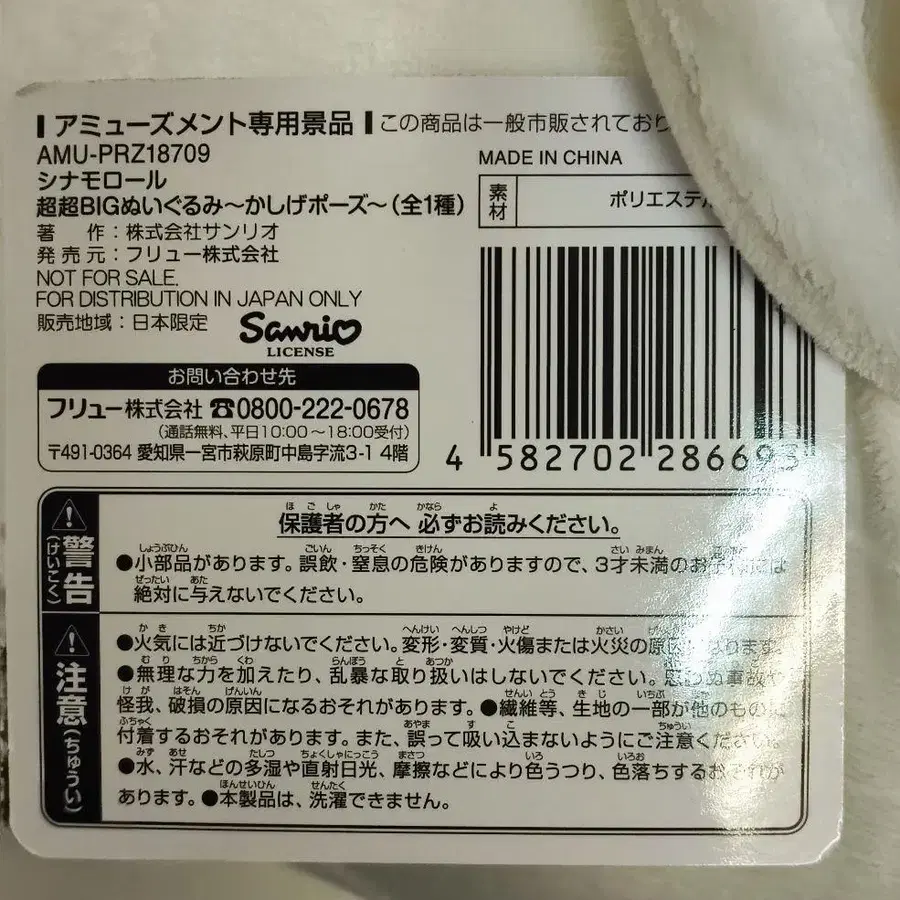 アミューズメント専用景品 この商品は一般市販されており
AMU-PRZ18709
シナモロール
超超BIGぬいぐるみ～かしげポーズ～(全1種)
著 作：株式会社サンリオ
発売元：フリュー株式会社
NOT FOR SALE.
FOR DISTRIBUTION IN JAPAN ONLY
販売地域：日本限定
Sanrio
LICENSE
MADE IN CHINA
素材 ポリエステル
4 582702 286693
お問い合わせ先
フリュー株式会社 ☎0800-222-0678
(通話無料、平日10:00～18:00受付)
〒491-0364 愛知県一宮市萩原町中島字流3-1 4階
警告(けいこく)
保護者の方へ 必ずお読みください。
●小部品があります。誤飲・窒息の危険がありますので、3才未満のお子様には
絶対に与えないでください。
注意(ちゅうい)
●火気には近づけないでください。変形・変質・火傷または火災の原因になります。
●無理な力を加えたり、乱暴な取り扱いはしないでください。思わぬ事故や
怪我、破損の原因になるおそれがあります。●繊維等、生地の一部が他のものに
付着するおそれがあります。また、誤って吸い込まないようにご注意ください。
●水、汗などの多湿や直射日光、摩擦などにより色うつり、色落ちするおそれが
あります。●本製品は、洗濯できません。